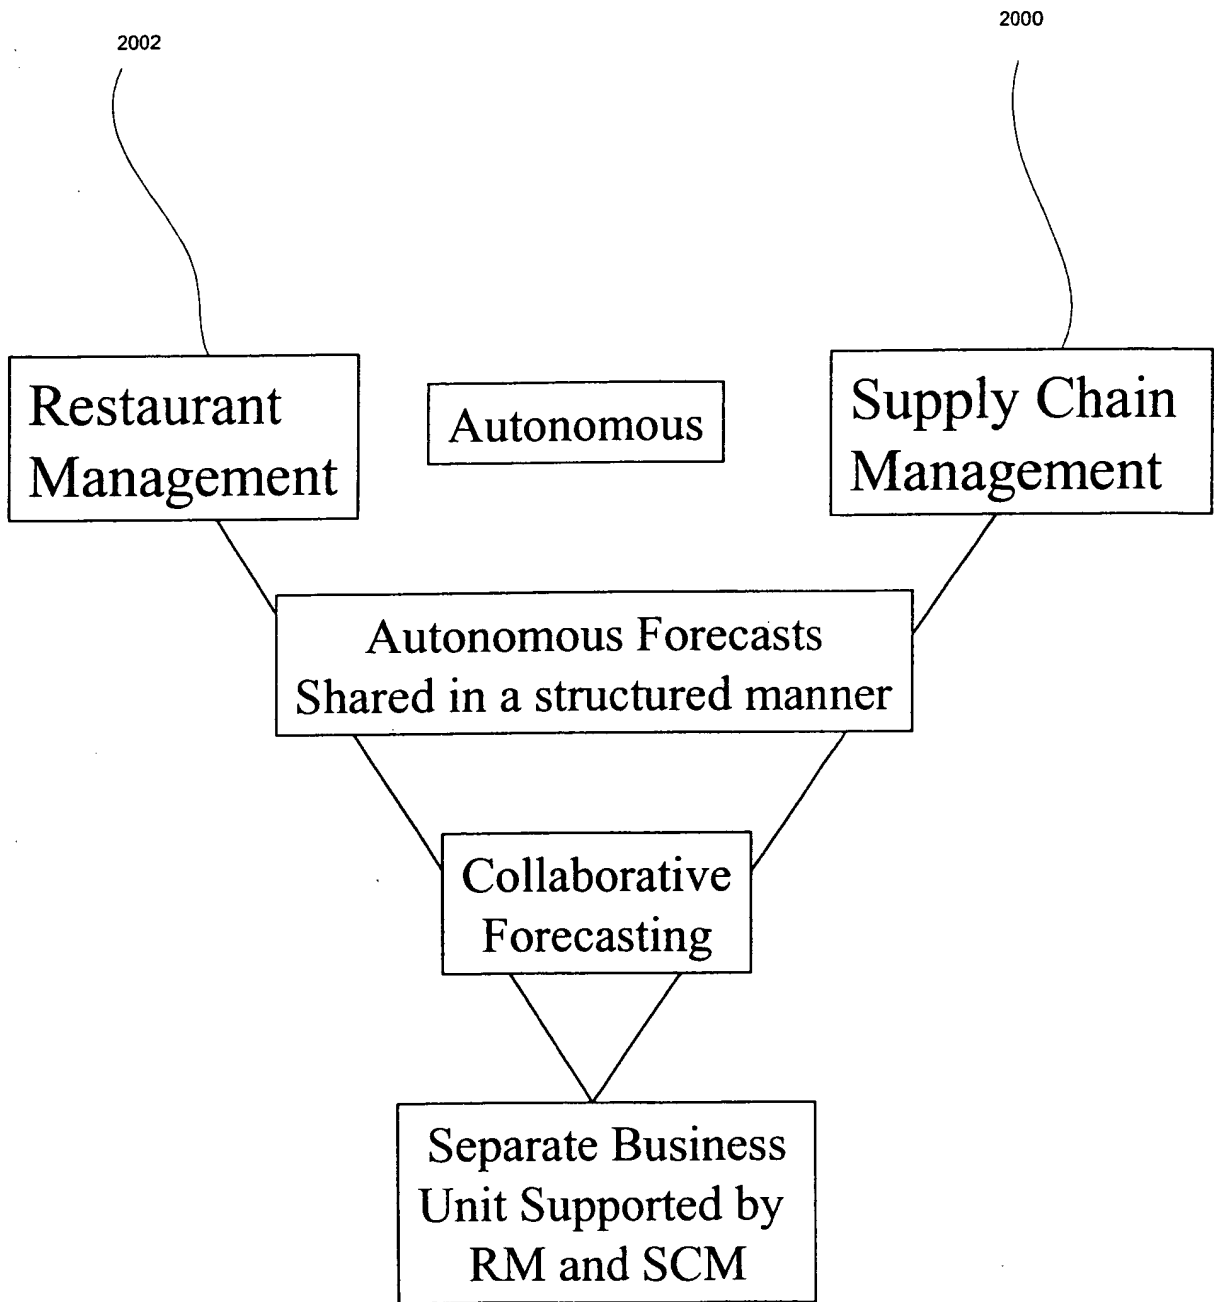 2002
2000
Restaurant
Management
Autonomous
Supply Chain
Management
Autonomous Forecasts
Shared in a structured manner
Collaborative
Forecasting
Separate Business
Unit Supported by
RM and SCM